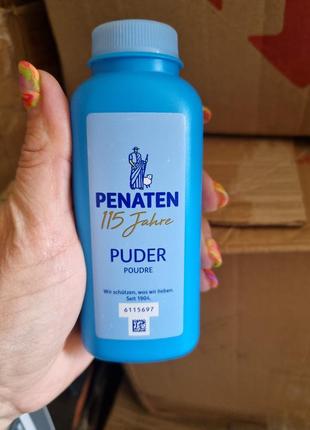 PENATEN
115 Jahre
PUDER
POUDRE
Wir schützen, was wir lieben.
Seit 1904.
6115697